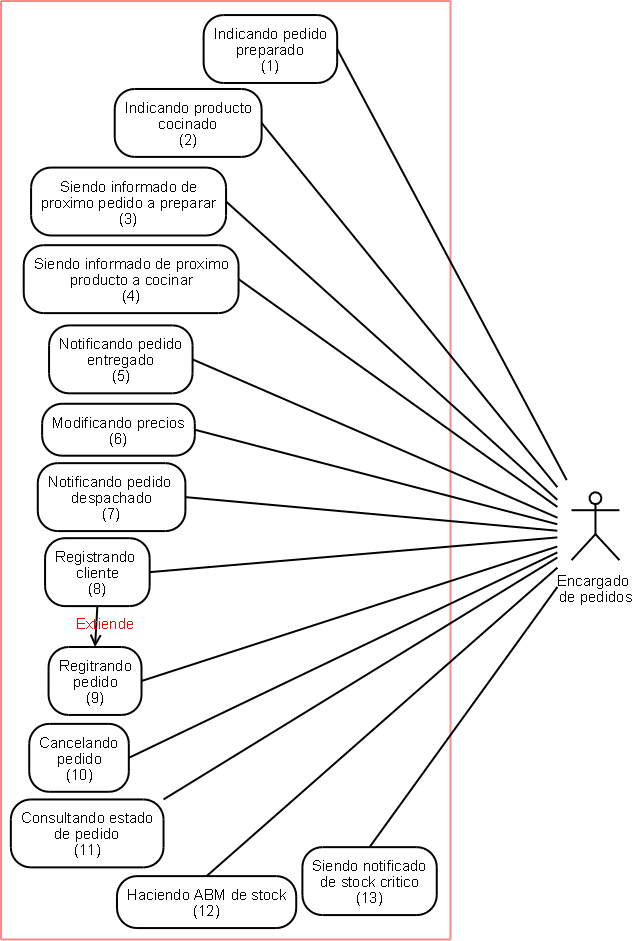 Indicando pedido
preparado
(1)
Indicando producto
cocinado
(2)
Siendo informado de
proximo pedido a preparar
(3)
Siendo informado de proximo
producto a cocinar
(4)
Notificando pedido
entregado
(5)
Modificando precios
(6)
Notificando pedido
despachado
(7)
Registrando
cliente
(8)
Extiende
Regitrando
pedido
(9)
Cancelando
pedido
(10)
Consultando estado
de pedido
(11)
Haciendo ABM de stock
(12)
Siendo notificado
de stock critico
(13)
Encargado
de pedidos